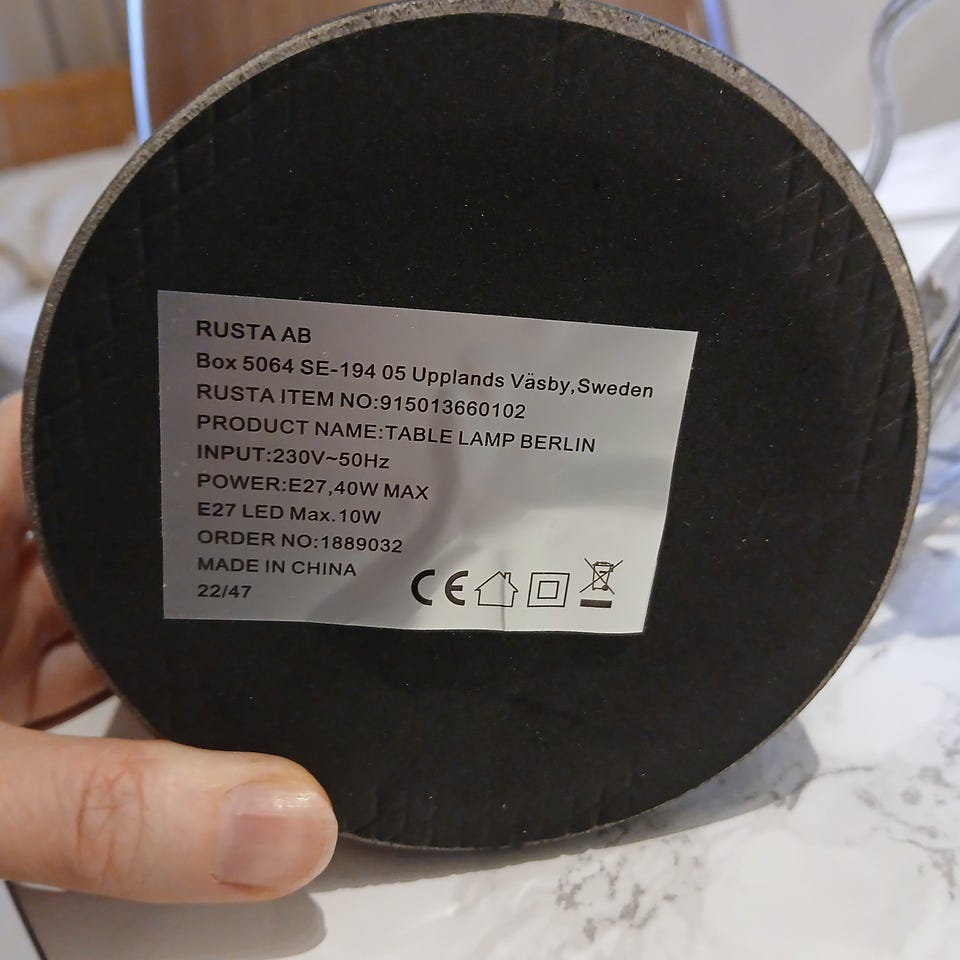 RUSTA AB
Box 5064 SE-194 05 Upplands Väsby,Sweden
RUSTA ITEM NO:915013660102
PRODUCT NAME:TABLE LAMP BERLIN
INPUT:230V~50Hz
POWER:E27,40W MAX
E27 LED Max.10W
ORDER NO:1889032
MADE IN CHINA
22/47
CE